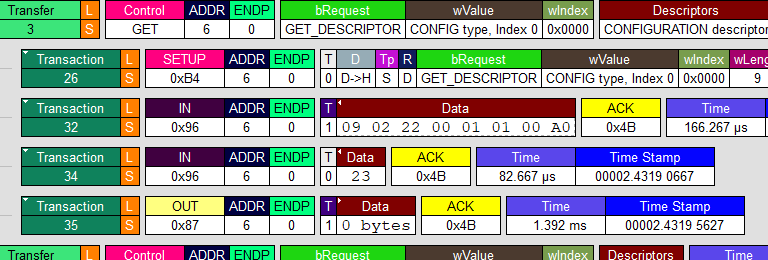 Transfer L Control ADDR ENDP bRequest wValue wIndex Descriptors
3 S GET 6 0 GET_DESCRIPTOR CONFIG type, Index 0 0x0000 CONFIGURATION descriptor
Transaction L SETUP ADDR ENDP T D Tp R bRequest wValue wIndex wLeng
26 S 0xB4 6 0 0 D->H S D GET_DESCRIPTOR CONFIG type, Index 0 0x0000 9
Transaction L IN ADDR ENDP T Data ACK Time
32 S 0x96 6 0 1 09 02 22 00 01 01 00 A0 0x4B 166.267 µs
Transaction L IN ADDR ENDP T Data ACK Time Time Stamp
34 S 0x96 6 0 0 23 0x4B 82.667 µs 00002.4319 0667
Transaction L OUT ADDR ENDP T Data ACK Time Time Stamp
35 S 0x87 6 0 1 0 bytes 0x4B 1.392 ms 00002.4319 5627
Transfer L Control ADDR ENDP bRequest wValue wIndex Descriptors Time